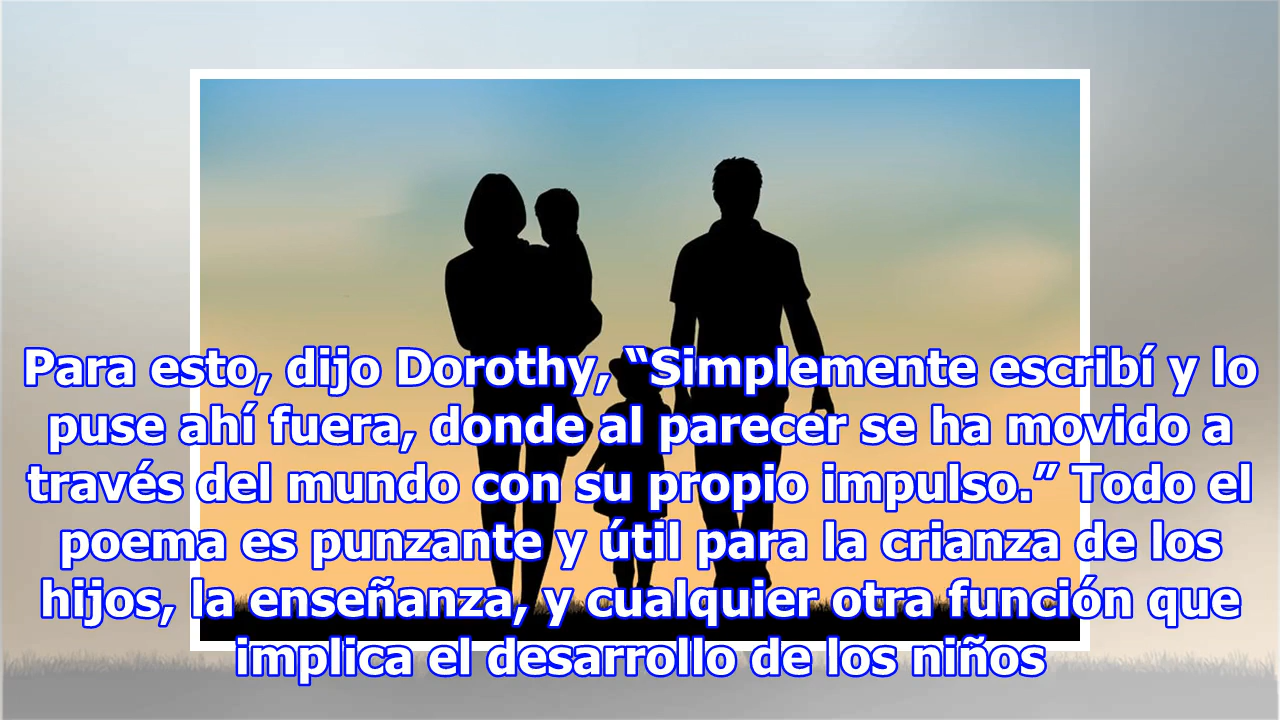 Para esto, dijo Dorothy, “Simplemente escribí y lo
puse ahí fuera, donde al parecer se ha movido a
través del mundo con su propio impulso.” Todo el
poema es punzante y útil para la crianza de los
hijos, la enseñanza, y cualquier otra función que
implica el desarrollo de los niños